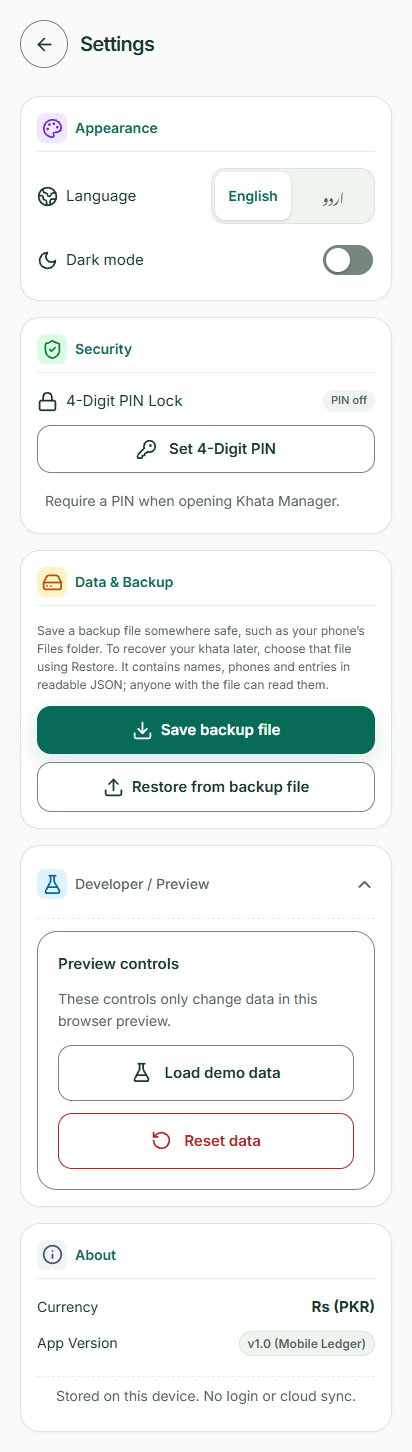 Settings
Appearance
Language
English
اردو
Dark mode
Security
4-Digit PIN Lock
PIN off
Set 4-Digit PIN
Require a PIN when opening Khata Manager.
Data & Backup
Save a backup file somewhere safe, such as your phone's
Files folder. To recover your khata later, choose that file
using Restore. It contains names, phones and entries in
readable JSON; anyone with the file can read them.
Save backup file
Restore from backup file
Developer / Preview
Preview controls
These controls only change data in this
browser preview.
Load demo data
Reset data
About
Currency
Rs (PKR)
App Version
v1.0 (Mobile Ledger)
Stored on this device. No login or cloud sync.